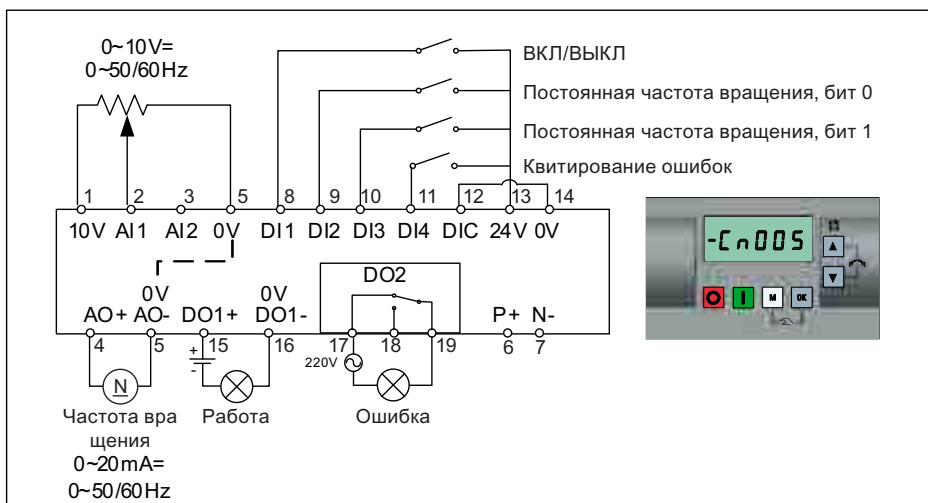 0~10V=
0~50/60Hz
ВКЛ/ВЫКЛ
Постоянная частота вращения, бит 0
Постоянная частота вращения, бит 1
Квитирование ошибок
1 2 3 5 8 9 10 11 12 13 14
10V AI1 AI2 0V DI1 DI2 DI3 DI4 DIC 24V 0V
DO2
0V 0V
AO+ AO- DO1+ DO1- P+ N-
4 5 15 16 17 18 19 6 7
+
-
220V
N
Частота вра
щения
0~20mA=
0~50/60Hz
Работа
Ошибка
-Cn005
M OK